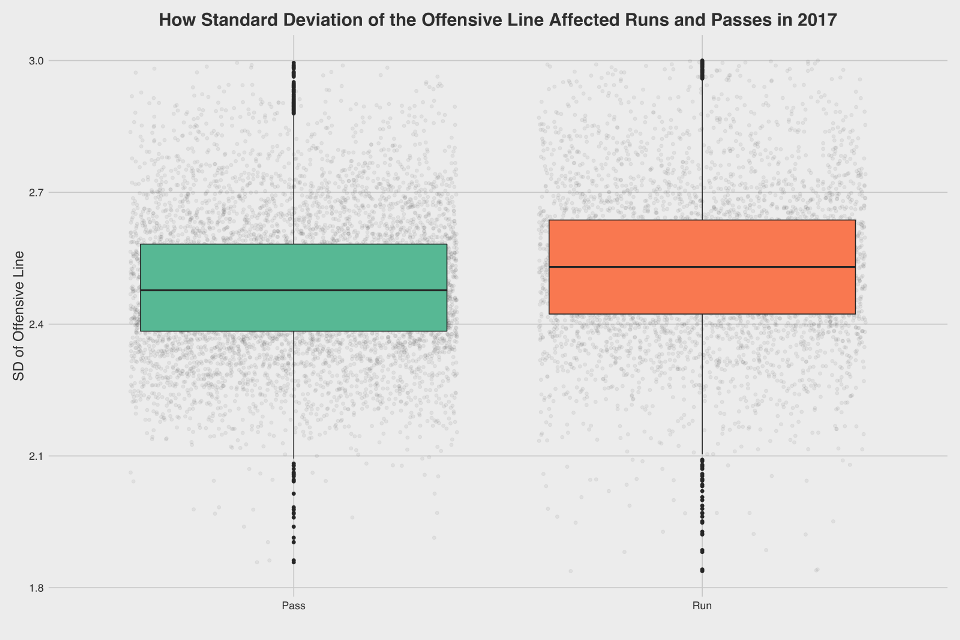 How Standard Deviation of the Offensive Line Affected Runs and Passes in 2017
SD of Offensive Line
3.0
2.7
2.4
2.1
1.8
Pass
Run